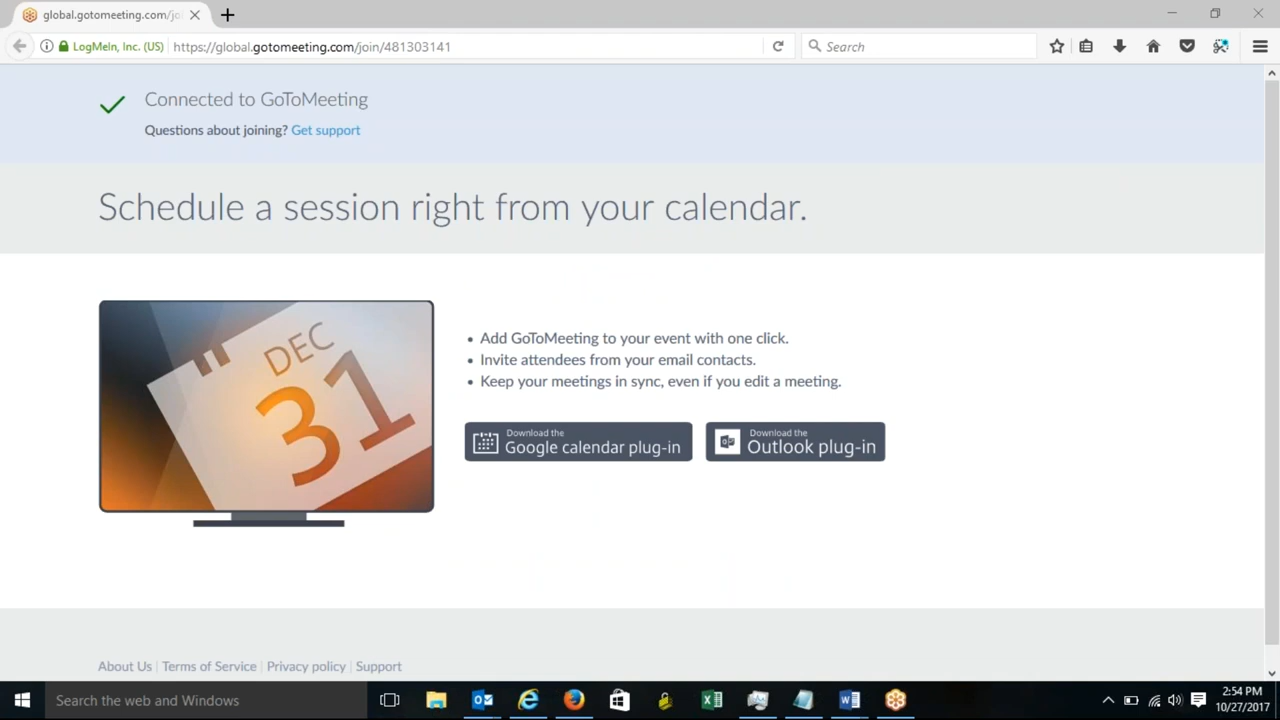 global.gotomeeting.com/jo
LogMeIn, Inc. (US) https://global.gotomeeting.com/join/481303141
Search
Connected to GoToMeeting
Questions about joining? Get support
Schedule a session right from your calendar.
DEC
31
• Add GoToMeeting to your event with one click.
• Invite attendees from your email contacts.
• Keep your meetings in sync, even if you edit a meeting.
Download the
Google calendar plug-in
Download the
Outlook plug-in
About Us | Terms of Service | Privacy policy | Support
Search the web and Windows
2:54 PM
10/27/2017